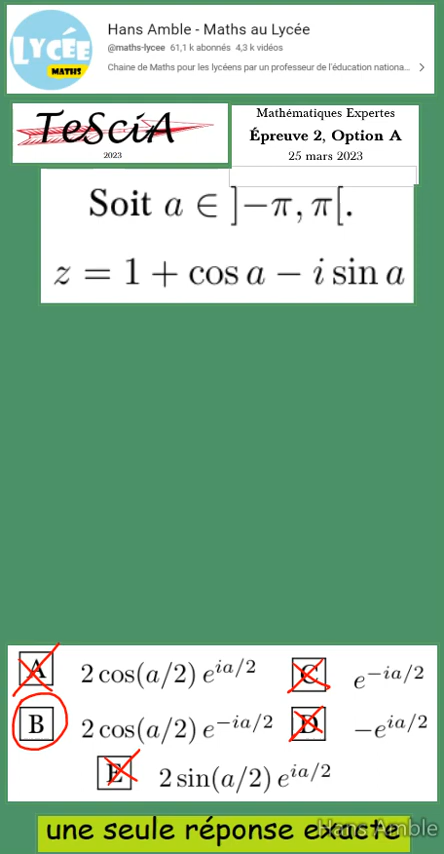 Hans Amble - Maths au Lycée
@maths-lycee 61,1 k abonnés 4,3 k vidéos
Chaine de Maths pour les lycéens par un professeur de l'éducation nationa...
LYCÉE
MATHS
TeSciA
2023
Mathématiques Expertes
Épreuve 2, Option A
25 mars 2023
Soit a ∈ ]−π, π[.
z = 1 + cos a − i sin a
A 2 cos(a/2) e^{ia/2} C e^{−ia/2}
B 2 cos(a/2) e^{−ia/2} D −e^{ia/2}
E 2 sin(a/2) e^{ia/2}
une seule réponse exacte
Hans Amble